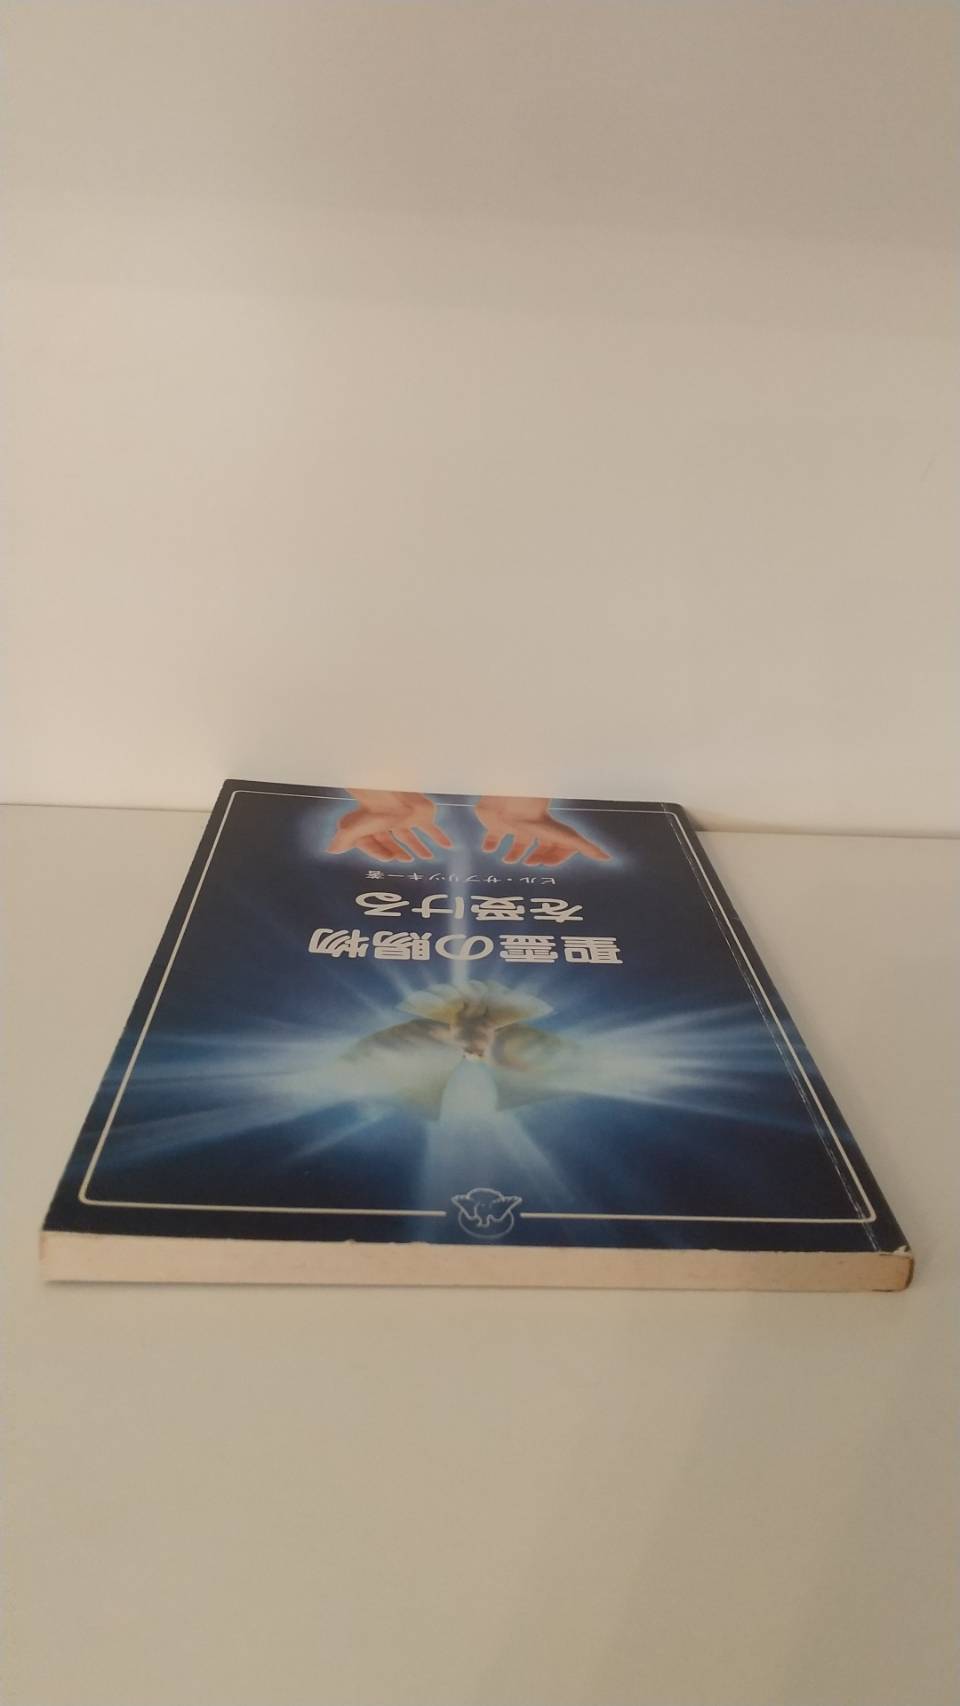 聖霊の賜物
を受ける
ビル・サブリツキー著